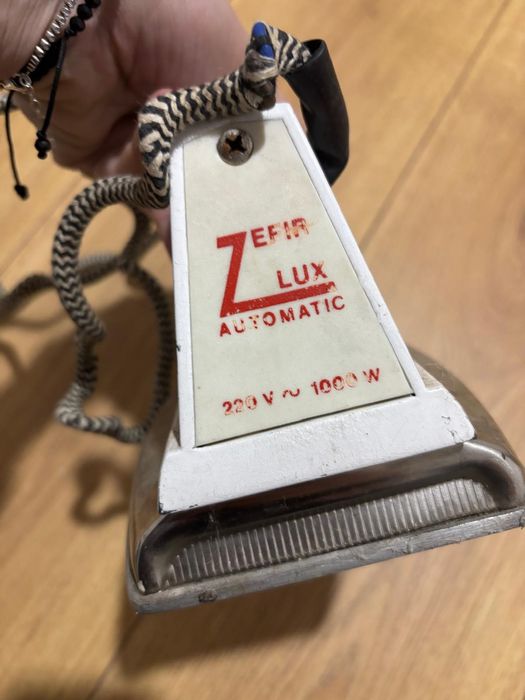 ZEFIR
LUX
AUTOMATIC
220 V ~ 1000 W